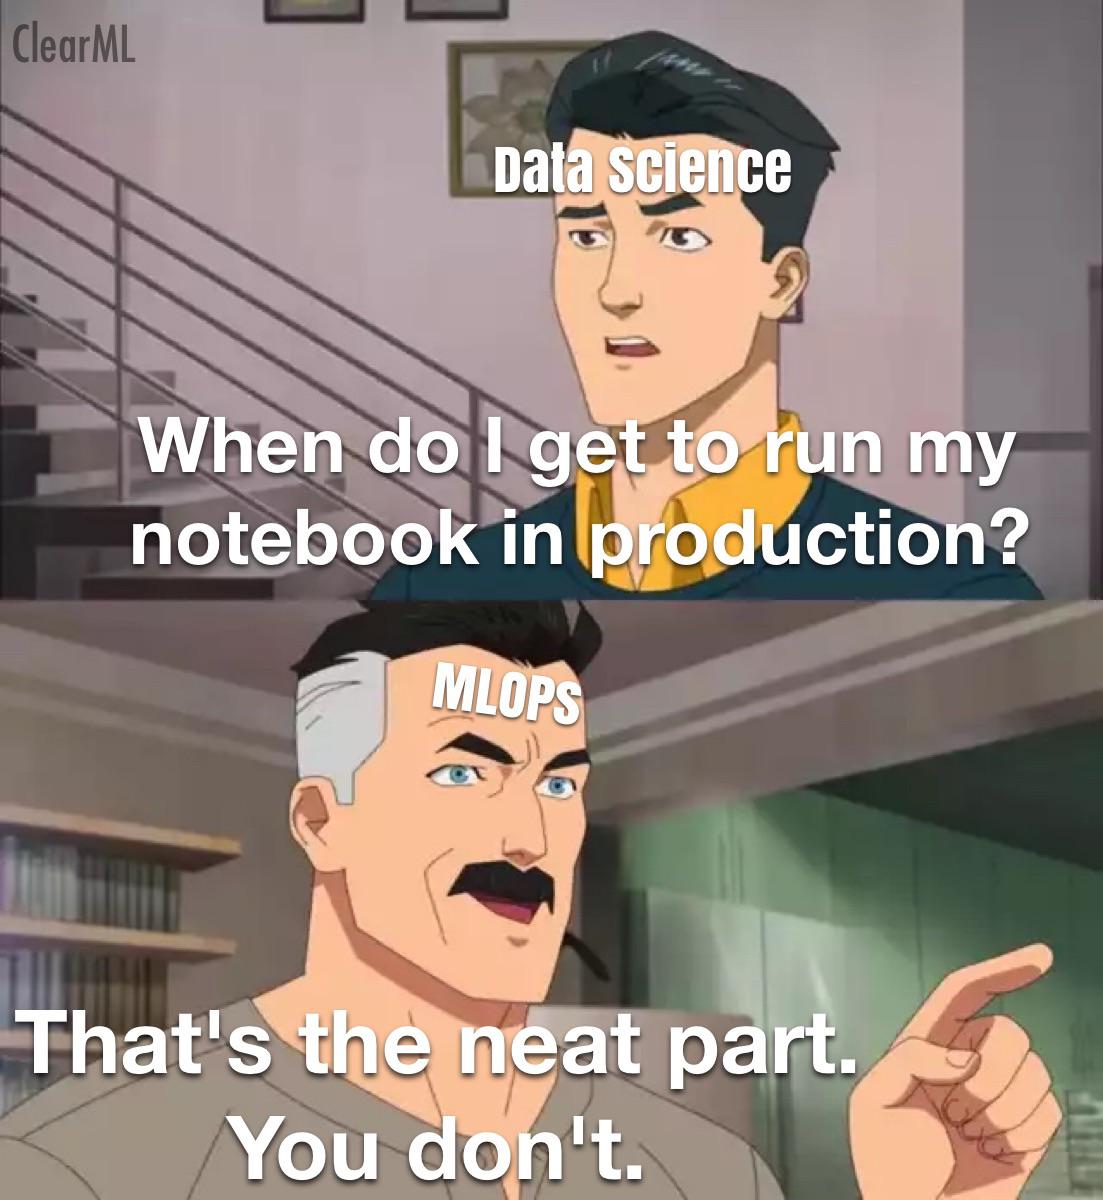 ClearML
Data Science
When do I get to run my
notebook in production?
MLOPS
That's the neat part.
You don't.